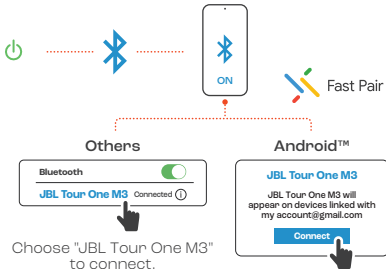 ON
Fast Pair
Others
Bluetooth
JBL Tour One M3 Connected
Choose "JBL Tour One M3"
to connect.
Android™
JBL Tour One M3
JBL Tour One M3 will
appear on devices linked with
my account@gmail.com
Connect